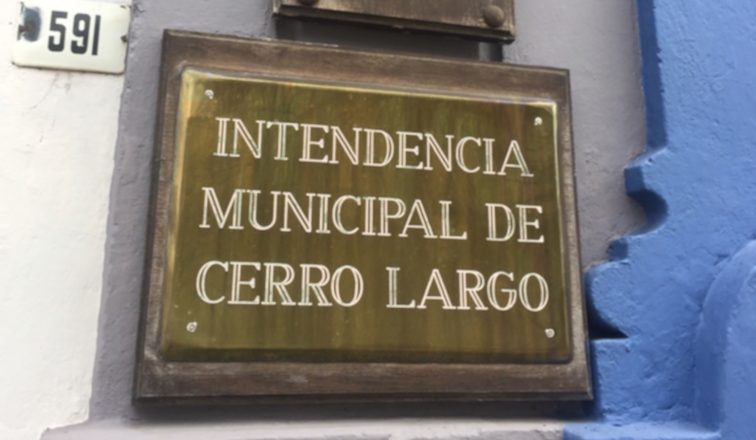 591
INTENDENCIA
MUNICIPAL DE
CERRO LARGO